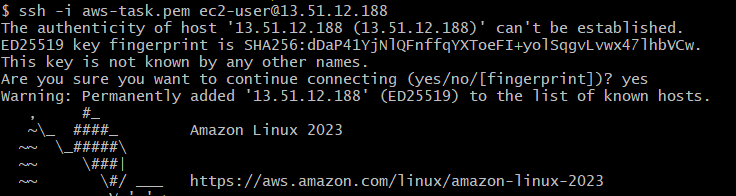 $ ssh -i aws-task.pem ec2-user@13.51.12.188
The authenticity of host '13.51.12.188 (13.51.12.188)' can't be established.
ED25519 key fingerprint is SHA256:dDaP41YjNlQFnffqYXToeFI+yolSqgvLvwx47lhbVCw.
This key is not known by any other names.
Are you sure you want to continue connecting (yes/no/[fingerprint])? yes
Warning: Permanently added '13.51.12.188' (ED25519) to the list of known hosts.
   ,     #_
   ~\_  ####_        Amazon Linux 2023
  ~~  \_#####\
  ~~     \###|
  ~~       \#/ ___   https://aws.amazon.com/linux/amazon-linux-2023